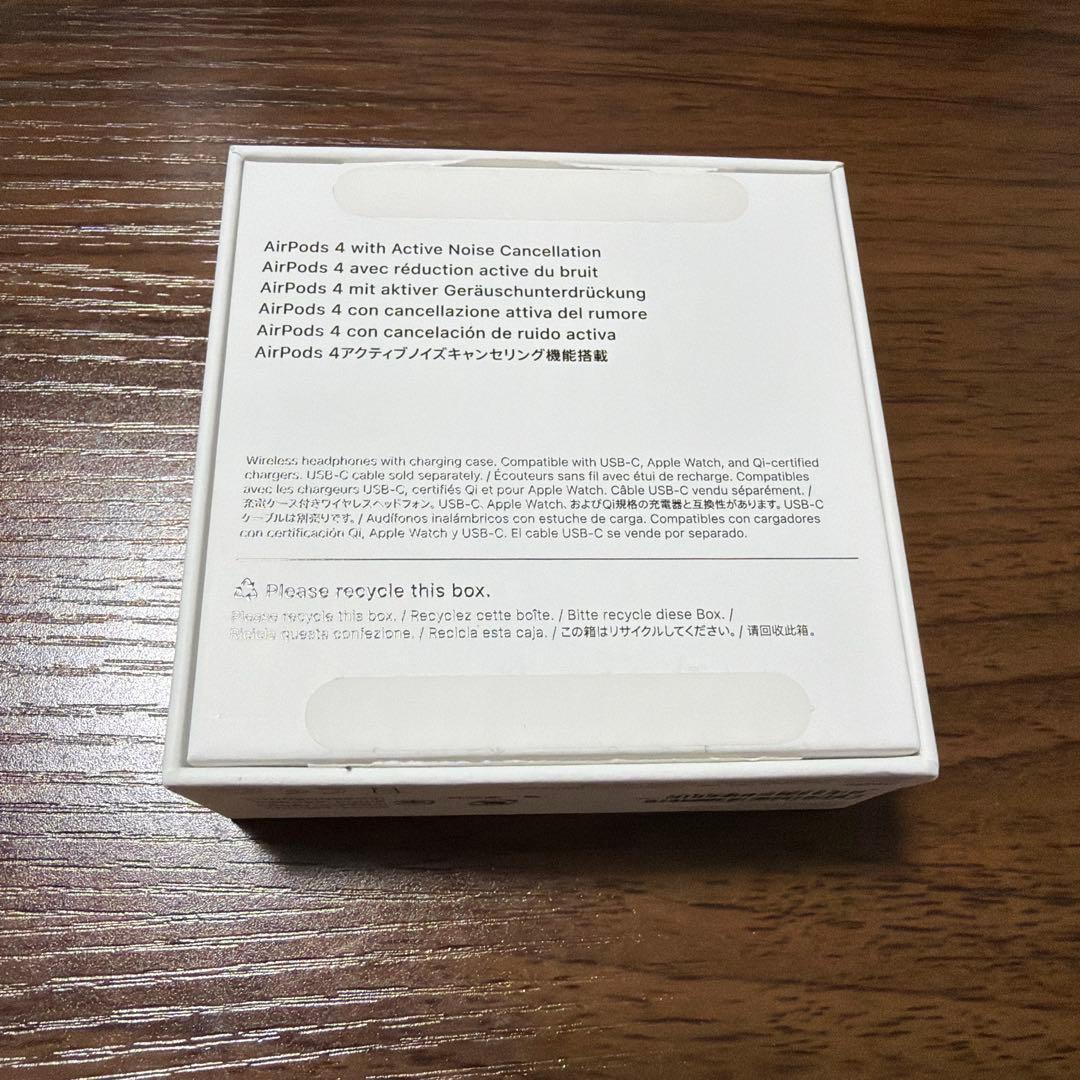 AirPods 4 with Active Noise Cancellation
AirPods 4 avec réduction active du bruit
AirPods 4 mit aktiver Geräuschunterdrückung
AirPods 4 con cancellazione attiva del rumore
AirPods 4 con cancelación de ruido activa
AirPods 4アクティブノイズキャンセリング機能搭載
Wireless headphones with charging case. Compatible with USB-C, Apple Watch, and Qi-certified
chargers. USB-C cable sold separately. / Écouteurs sans fil avec étui de recharge. Compatibles
avec les chargeurs USB-C, certifiés Qi et pour Apple Watch. Câble USB-C vendu séparément. /
充電ケース付きワイヤレスヘッドフォン。USB-C、Apple Watch、およびQi規格の充電器と互換性があります。USB-C
ケーブルは別売りです。/ Audífonos inalámbricos con estuche de carga. Compatibles con cargadores
con certificación Qi, Apple Watch y USB-C. El cable USB-C se vende por separado.
Please recycle this box.
Please recycle this box. / Recyclez cette boîte. / Bitte recycle diese Box. /
Ricicla questa confezione. / Recicla esta caja. / この箱はリサイクルしてください。/ 请回收此箱。